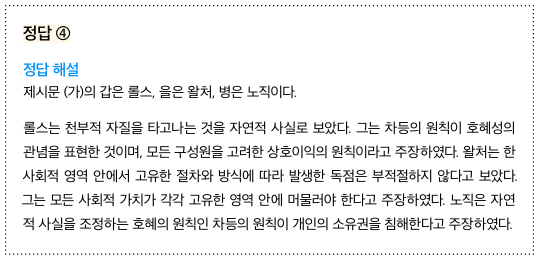 정답 ④
정답 해설
제시문 (가)의 갑은 롤스, 을은 왈처, 병은 노직이다.
롤스는 천부적 자질을 타고나는 것을 자연적 사실로 보았다. 그는 차등의 원칙이 호혜성의
관념을 표현한 것이며, 모든 구성원을 고려한 상호이익의 원칙이라고 주장하였다. 왈처는 한
사회적 영역 안에서 고유한 절차와 방식에 따라 발생한 독점은 부적절하지 않다고 보았다.
그는 모든 사회적 가치가 각각 고유한 영역 안에 머물러야 한다고 주장하였다. 노직은 자연
적 사실을 조정하는 호혜의 원칙인 차등의 원칙이 개인의 소유권을 침해한다고 주장하였다.